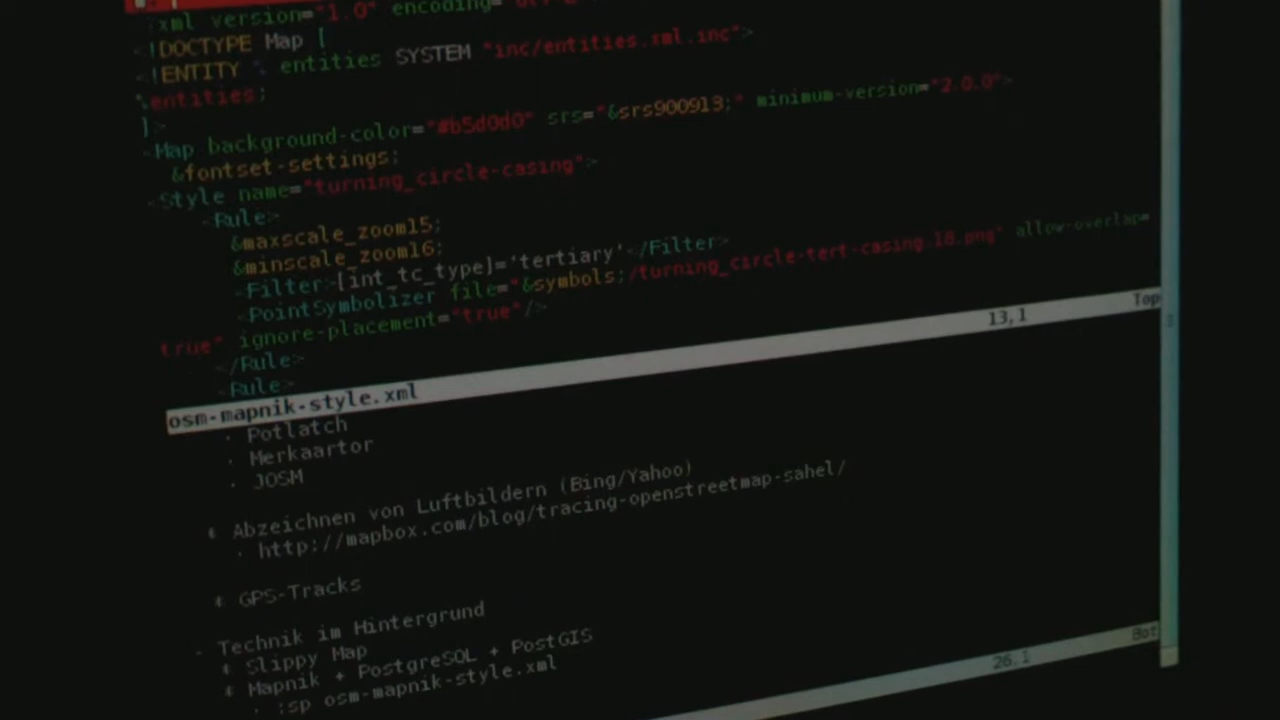 ?xml version="1.0" encoding=
<!DOCTYPE Map [
<!ENTITY % entities SYSTEM "inc/entities.xml.inc">
%entities;
]>
<Map background-color="#b5d0d0" srs="&srs900913;" minimum-version="2.0.0">
&fontset-settings;
<Style name="turning_circle-casing">
<Rule>
&maxscale_zoom15;
&minscale_zoom16;
<Filter>[int_tc_type]='tertiary'</Filter>
<PointSymbolizer file="&symbols;/turning_circle-tert-casing.18.png" allow-overlap=
true" ignore-placement="true"/>
</Rule>
<Rule>
osm-mapnik-style.xml 13,1 Top
· Potlatch
· Merkaartor
· JOSM
* Abzeichnen von Luftbildern (Bing/Yahoo)
· http://mapbox.com/blog/tracing-openstreetmap-sahel/
* GPS-Tracks
- Technik im Hintergrund
* Slippy Map
* Mapnik + PostgreSQL + PostGIS
· :sp osm-mapnik-style.xml
26,1 Bot